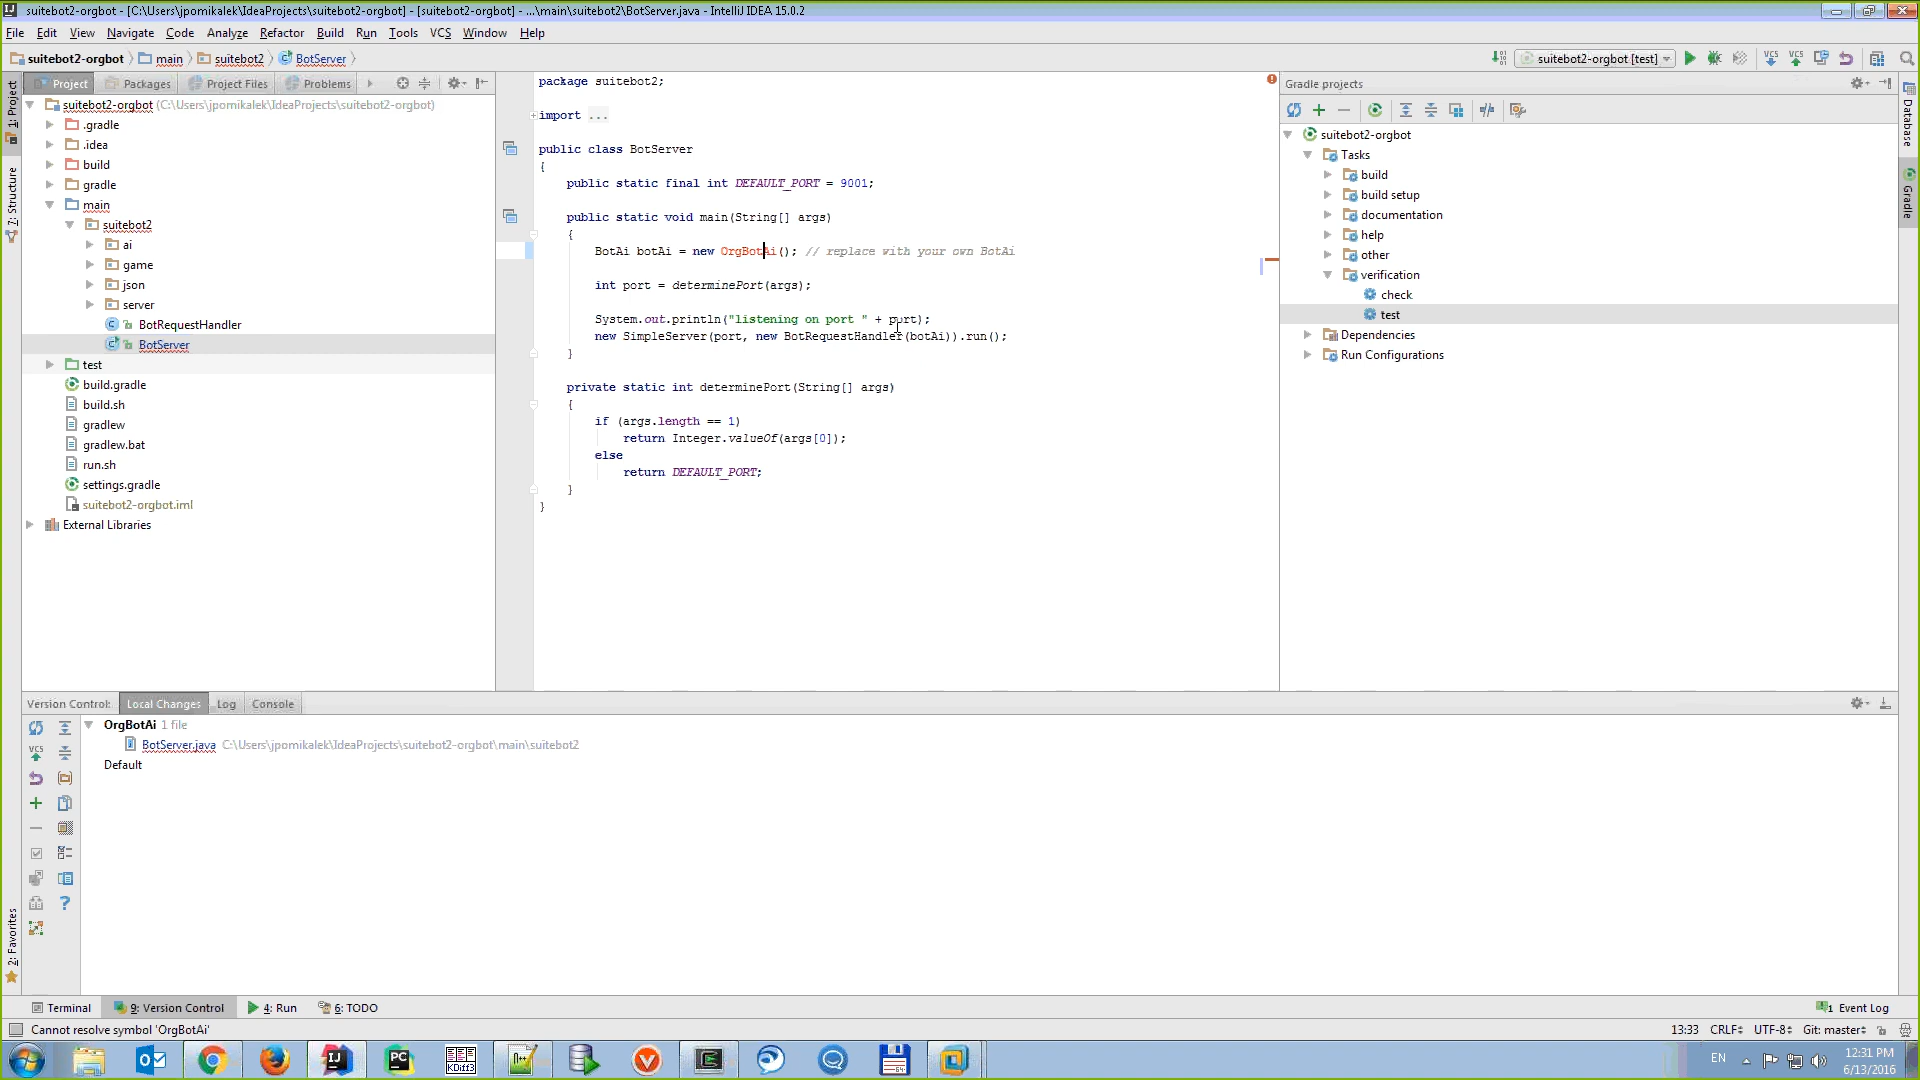 suitebot2-orgbot - [C:\Users\jpomikalek\IdeaProjects\suitebot2-orgbot] - [suitebot2-orgbot] - ...\main\suitebot2\BotServer.java - IntelliJ IDEA 15.0.2
File Edit View Navigate Code Analyze Refactor Build Run Tools VCS Window Help
suitebot2-orgbot main suitebot2 BotServer
suitebot2-orgbot [test]
Project Packages Project Files Problems
1: Project
7: Structure
2: Favorites
suitebot2-orgbot (C:\Users\jpomikalek\IdeaProjects\suitebot2-orgbot)
.gradle
.idea
build
gradle
main
suitebot2
ai
game
json
server
BotRequestHandler
BotServer
test
build.gradle
build.sh
gradlew
gradlew.bat
run.sh
settings.gradle
suitebot2-orgbot.iml
External Libraries
package suitebot2;
import ...
public class BotServer
{
public static final int DEFAULT_PORT = 9001;
public static void main(String[] args)
{
BotAi botAi = new OrgBotAi(); // replace with your own BotAi
int port = determinePort(args);
System.out.println("listening on port " + port);
new SimpleServer(port, new BotRequestHandler(botAi)).run();
}
private static int determinePort(String[] args)
{
if (args.length == 1)
return Integer.valueOf(args[0]);
else
return DEFAULT_PORT;
}
}
Gradle projects
suitebot2-orgbot
Tasks
build
build setup
documentation
help
other
verification
check
test
Dependencies
Run Configurations
Database
Gradle
Version Control: Local Changes Log Console
OrgBotAi 1 file
BotServer.java C:\Users\jpomikalek\IdeaProjects\suitebot2-orgbot\main\suitebot2
Default
Terminal 9: Version Control 4: Run 6: TODO
1 Event Log
Cannot resolve symbol 'OrgBotAi'
13:33 CRLF UTF-8 Git: master
EN
12:31 PM
6/13/2016